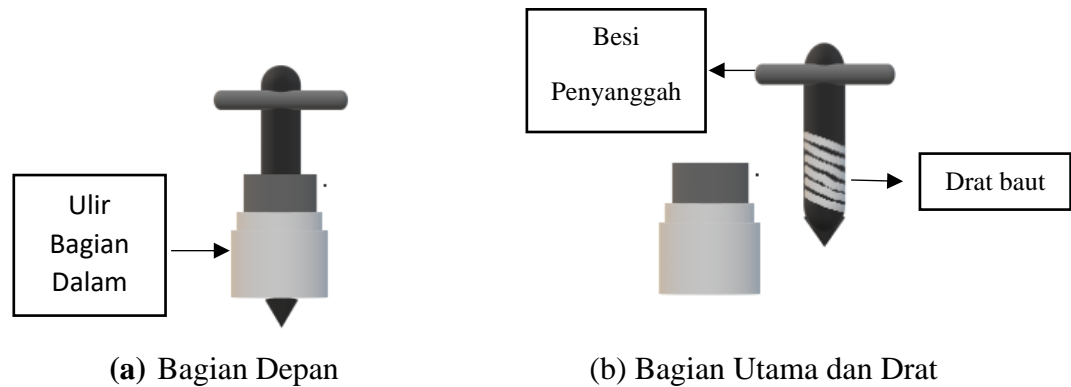 Ulir
Bagian
Dalam
(a) Bagian Depan
Besi
Penyanggah
Drat baut
(b) Bagian Utama dan Drat